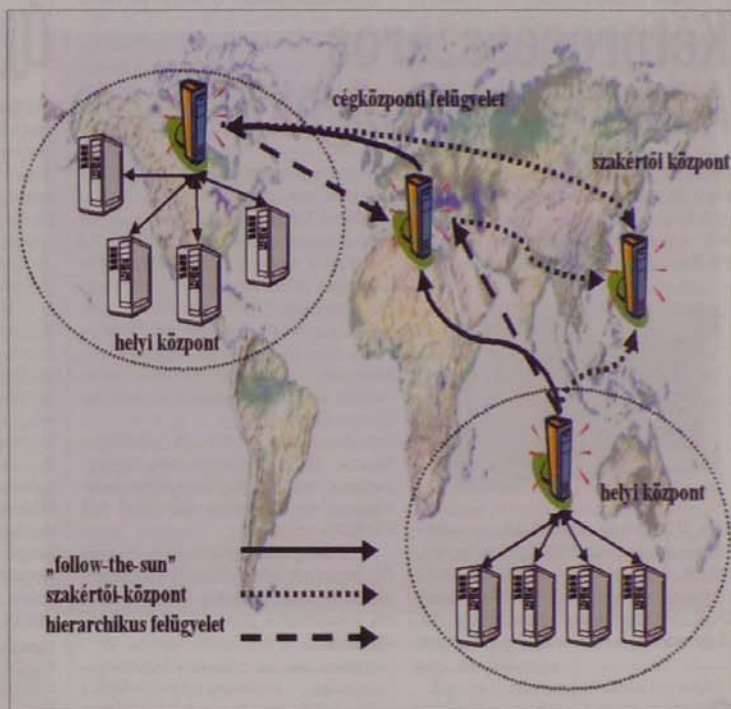 cégközponti felügyelet
szakértői központ
helyi központ
helyi központ
„follow-the-sun”
szakértői-központ
hierarchikus felügyelet